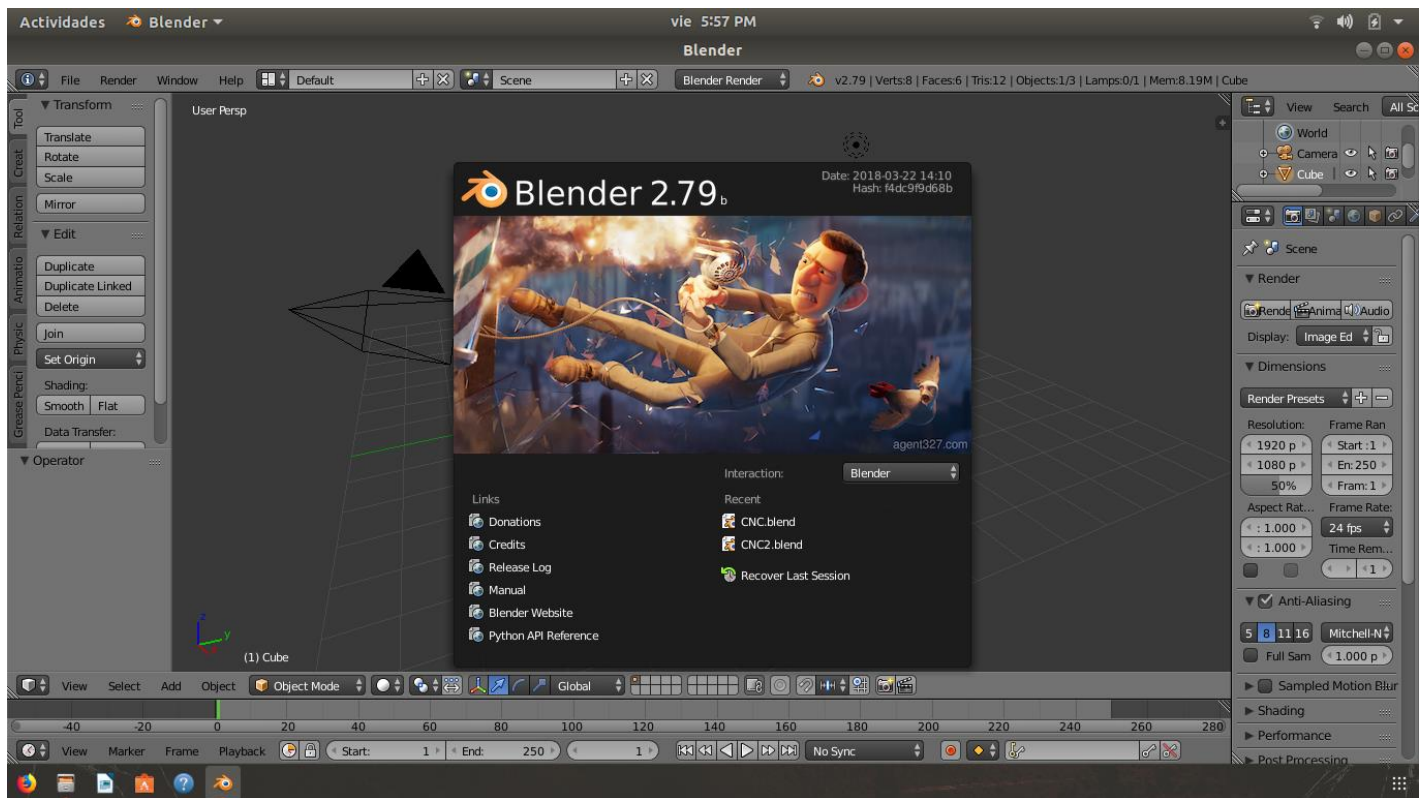 Actividades Blender vie 5:57 PM
Blender
File Render Window Help Default Scene Blender Render v2.79 | Verts:8 | Faces:6 | Tris:12 | Objects:1/3 | Lamps:0/1 | Mem:8.19M | Cube
Tool
Creat
Relation
Animatio
Physic
Grease Penci
Transform
Translate
Rotate
Scale
Mirror
Edit
Duplicate
Duplicate Linked
Delete
Join
Set Origin
Shading:
Smooth Flat
Data Transfer:
Operator
User Persp
Blender 2.79 b
Date: 2018-03-22 14:10
Hash: f4dc9f9d68b
agent327.com
Interaction: Blender
Links
Donations
Credits
Release Log
Manual
Blender Website
Python API Reference
Recent
CNC.blend
CNC2.blend
Recover Last Session
z
y
(1) Cube
View Search All Sc
World
Camera
Cube
Scene
Render
Rende Anima Audio
Display: Image Ed
Dimensions
Render Presets
Resolution: Frame Ran
1920 p Start :1
1080 p En: 250
50% Fram: 1
Aspect Rat... Frame Rate:
: 1.000 24 fps
: 1.000 Time Rem...
1
Anti-Aliasing
5 8 11 16 Mitchell-N
Full Sam 1.000 p
Sampled Motion Blur
Shading
Performance
Post Processing
View Select Add Object Object Mode Global
-40 -20 0 20 40 60 80 100 120 140 160 180 200 220 240 260 280
View Marker Frame Playback Start: 1 End: 250 1 No Sync